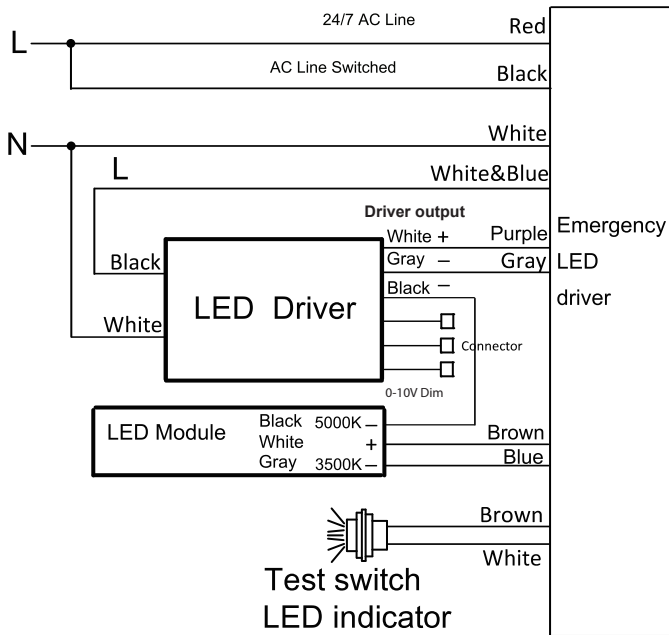 24/7 AC Line
Red
L
AC Line Switched
Black
White
N
L
White&Blue
Driver output
White +
Purple
Emergency
Black
Gray –
Gray
LED
Black –
driver
LED Driver
White
Connector
0-10V Dim
Black 5000K –
LED Module
White +
Brown
Gray 3500K –
Blue
Brown
White
Test switch
LED indicator